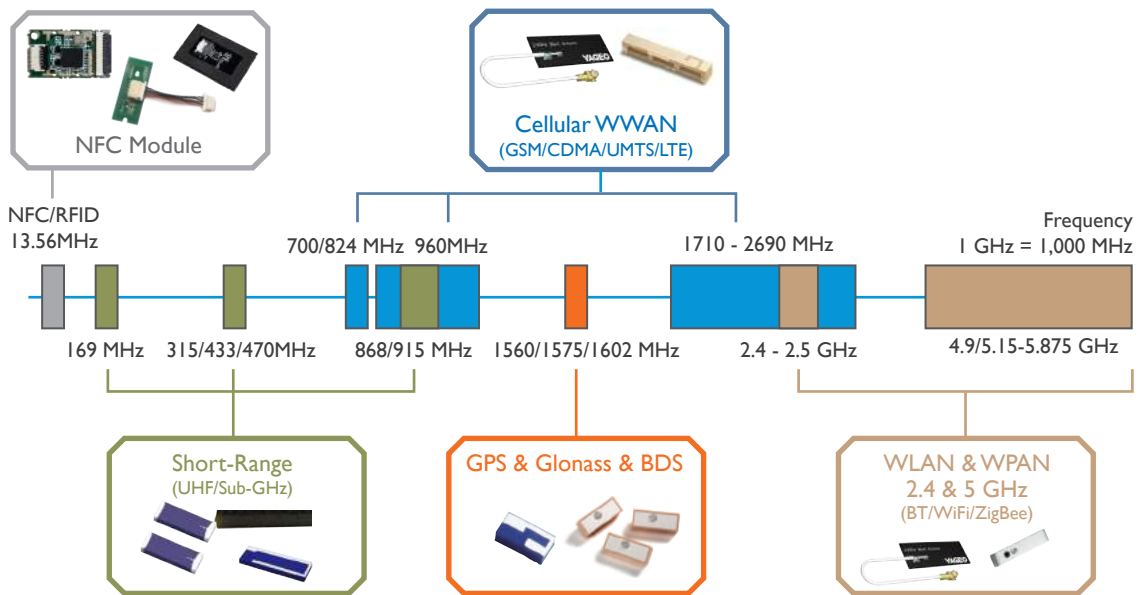 NFC Module
Cellular WWAN
(GSM/CDMA/UMTS/LTE)
YAGEO
NFC/RFID
13.56MHz
700/824 MHz 960MHz
1710 - 2690 MHz
Frequency
1 GHz = 1,000 MHz
169 MHz
315/433/470MHz
868/915 MHz
1560/1575/1602 MHz
2.4 - 2.5 GHz
4.9/5.15-5.875 GHz
Short-Range
(UHF/Sub-GHz)
GPS & Glonass & BDS
WLAN & WPAN
2.4 & 5 GHz
(BT/WiFi/ZigBee)
YAGEO